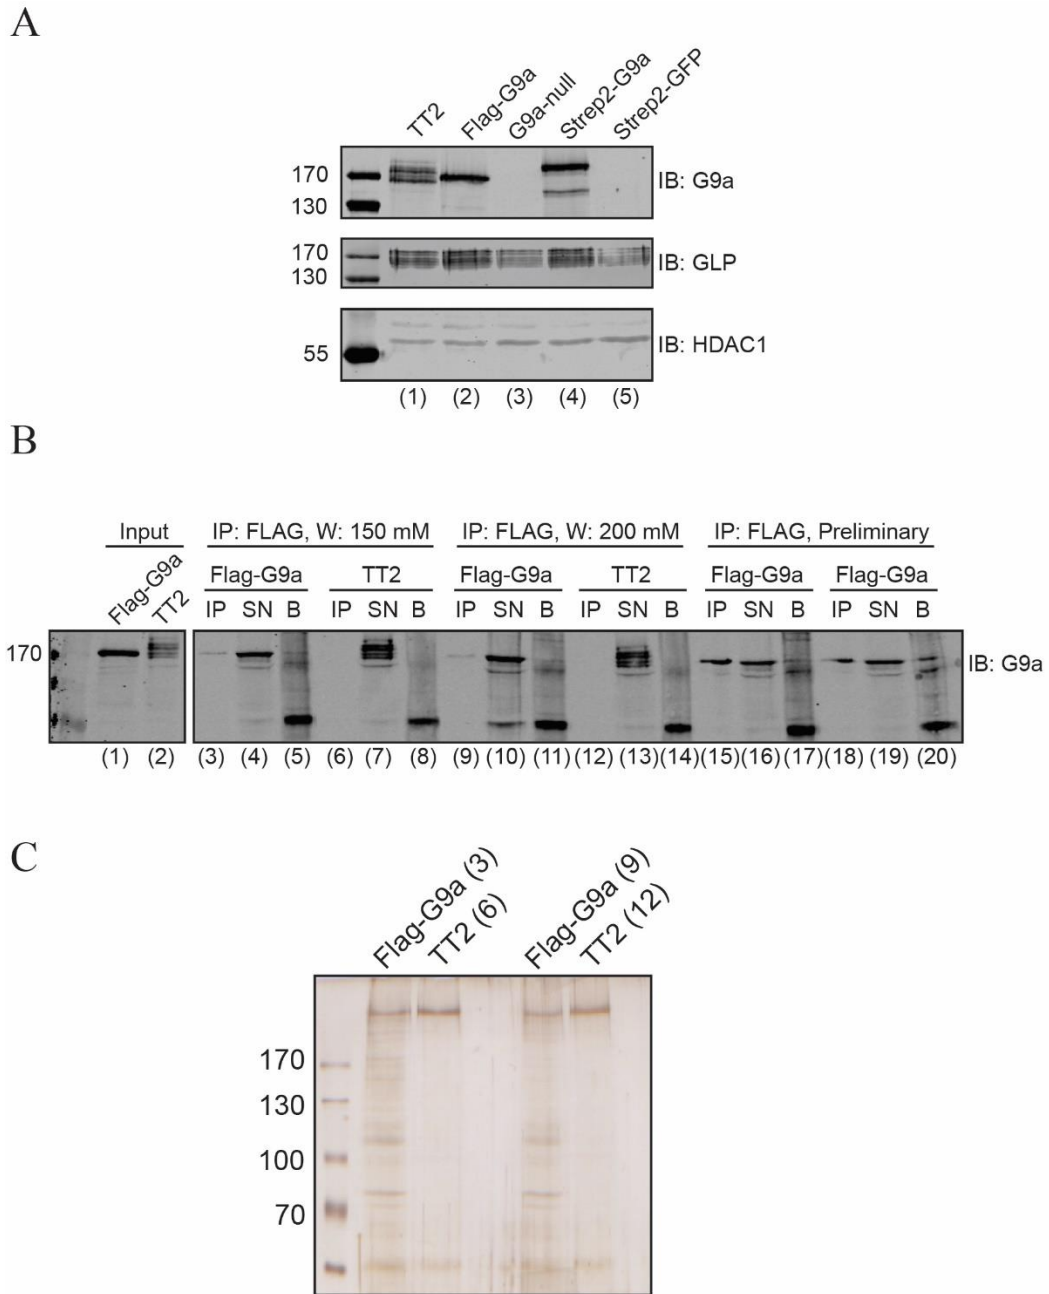 A
TT2 Flag-G9a G9a-null Strep2-G9a Strep2-GFP
170
130
IB: G9a
170
130
IB: GLP
55
IB: HDAC1
(1) (2) (3) (4) (5)
B
Input IP: FLAG, W: 150 mM IP: FLAG, W: 200 mM IP: FLAG, Preliminary
Flag-G9a TT2 Flag-G9a TT2 Flag-G9a TT2 Flag-G9a Flag-G9a
IP SN B IP SN B IP SN B IP SN B IP SN B IP SN B
170
IB: G9a
(1) (2) (3) (4) (5) (6) (7) (8) (9) (10) (11) (12) (13) (14) (15) (16) (17) (18) (19) (20)
C
Flag-G9a (3) TT2 (6) Flag-G9a (9) TT2 (12)
170
130
100
70